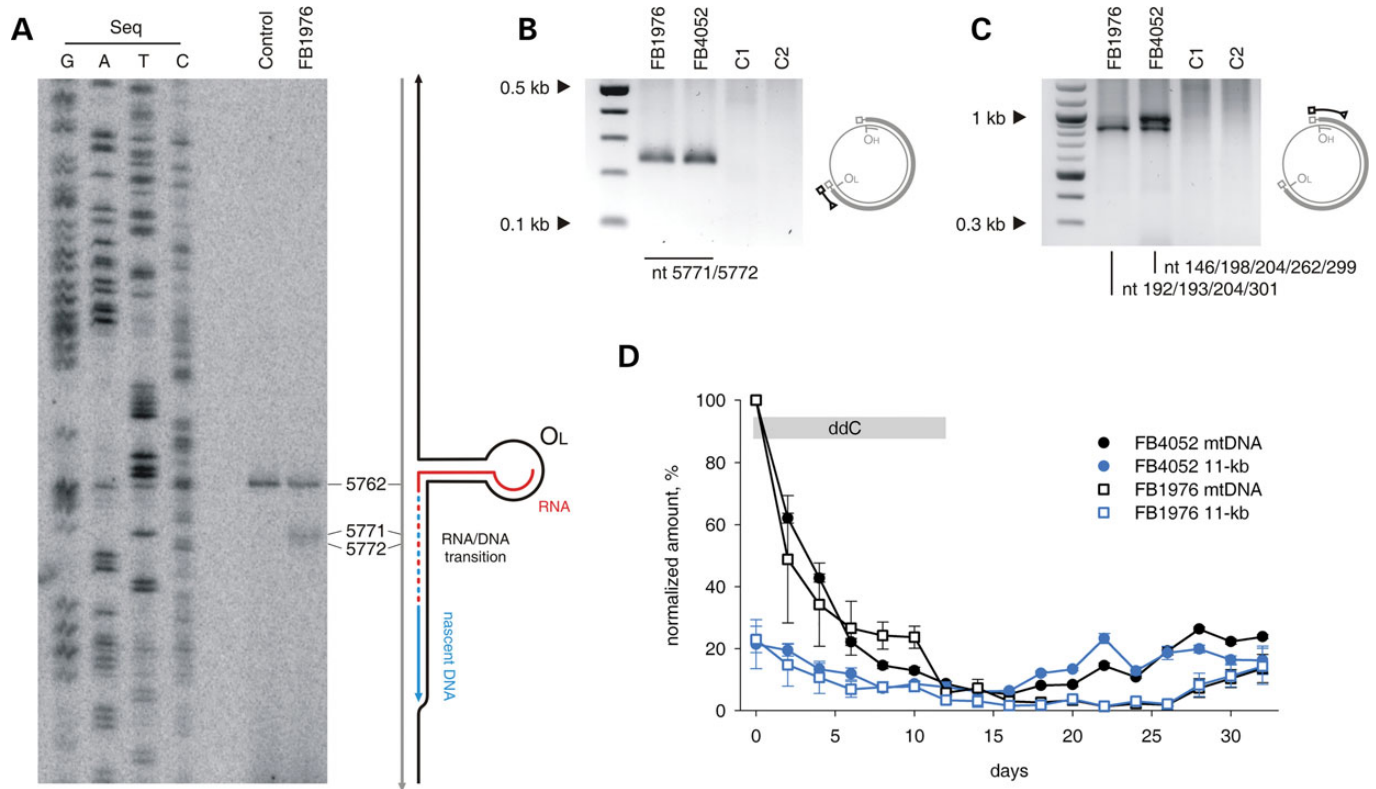 A
Seq
G A T C
Control
FB1976
5762
5771
5772
OL
RNA
RNA/DNA
transition
nascent DNA
B
FB1976
FB4052
C1
C2
0.5 kb
0.1 kb
nt 5771/5772
OH
OL
C
FB1976
FB4052
C1
C2
1 kb
0.3 kb
nt 146/198/204/262/299
nt 192/193/204/301
OH
OL
D
normalized amount, %
100
80
60
40
20
0
ddC
FB4052 mtDNA
FB4052 11-kb
FB1976 mtDNA
FB1976 11-kb
0 5 10 15 20 25 30
days